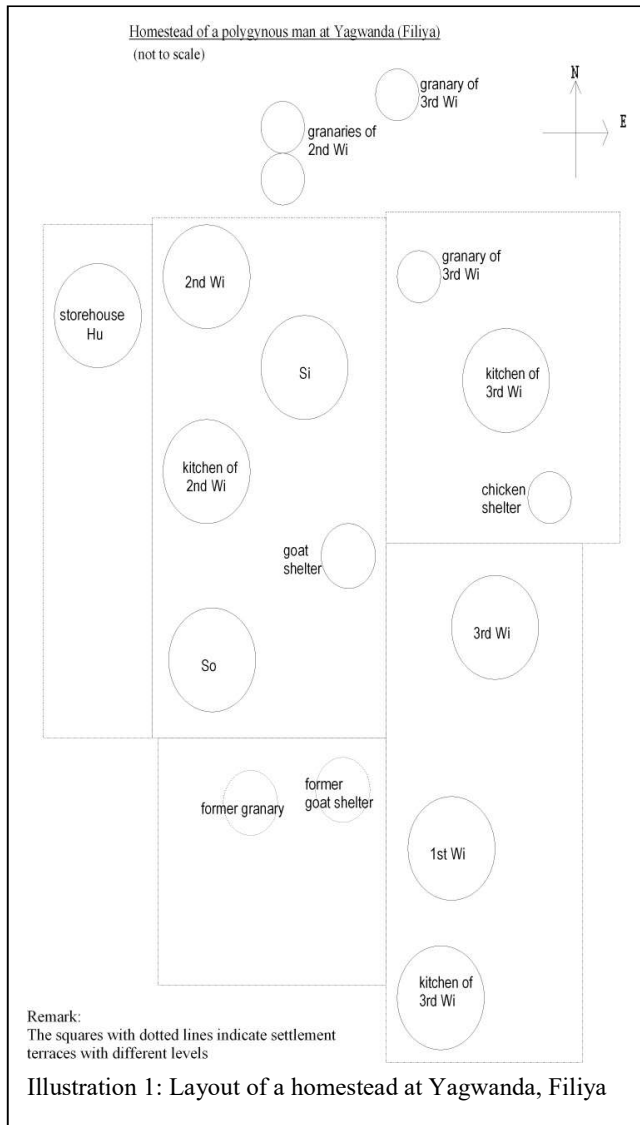 Homestead of a polygynous man at Yagwanda (Filiya)
(not to scale)
granary of
3rd Wi
N
E
granaries of
2nd Wi
2nd Wi
granary of
3rd Wi
storehouse
Hu
Si
kitchen of
3rd Wi
kitchen of
2nd Wi
chicken
shelter
goat
shelter
3rd Wi
So
former granary
former
goat shelter
1st Wi
kitchen of
3rd Wi
Remark:
The squares with dotted lines indicate settlement
terraces with different levels
Illustration 1: Layout of a homestead at Yagwanda, Filiya